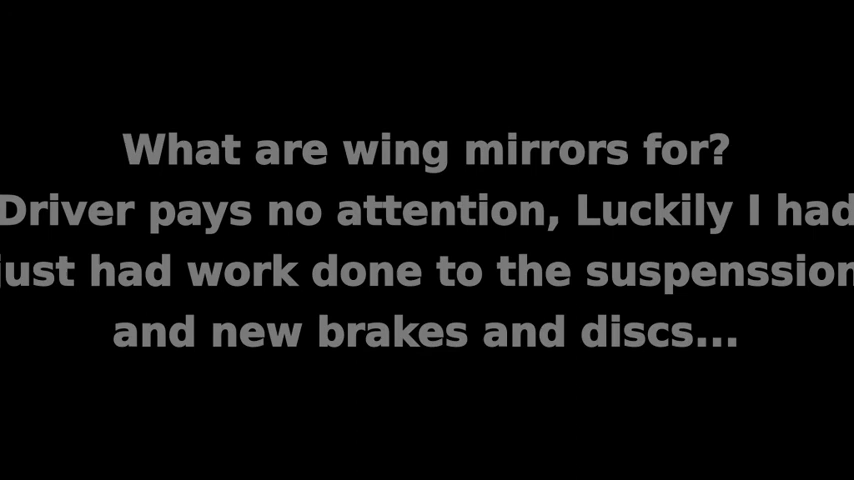 What are wing mirrors for?
Driver pays no attention, Luckily I had
just had work done to the suspenssion
and new brakes and discs...